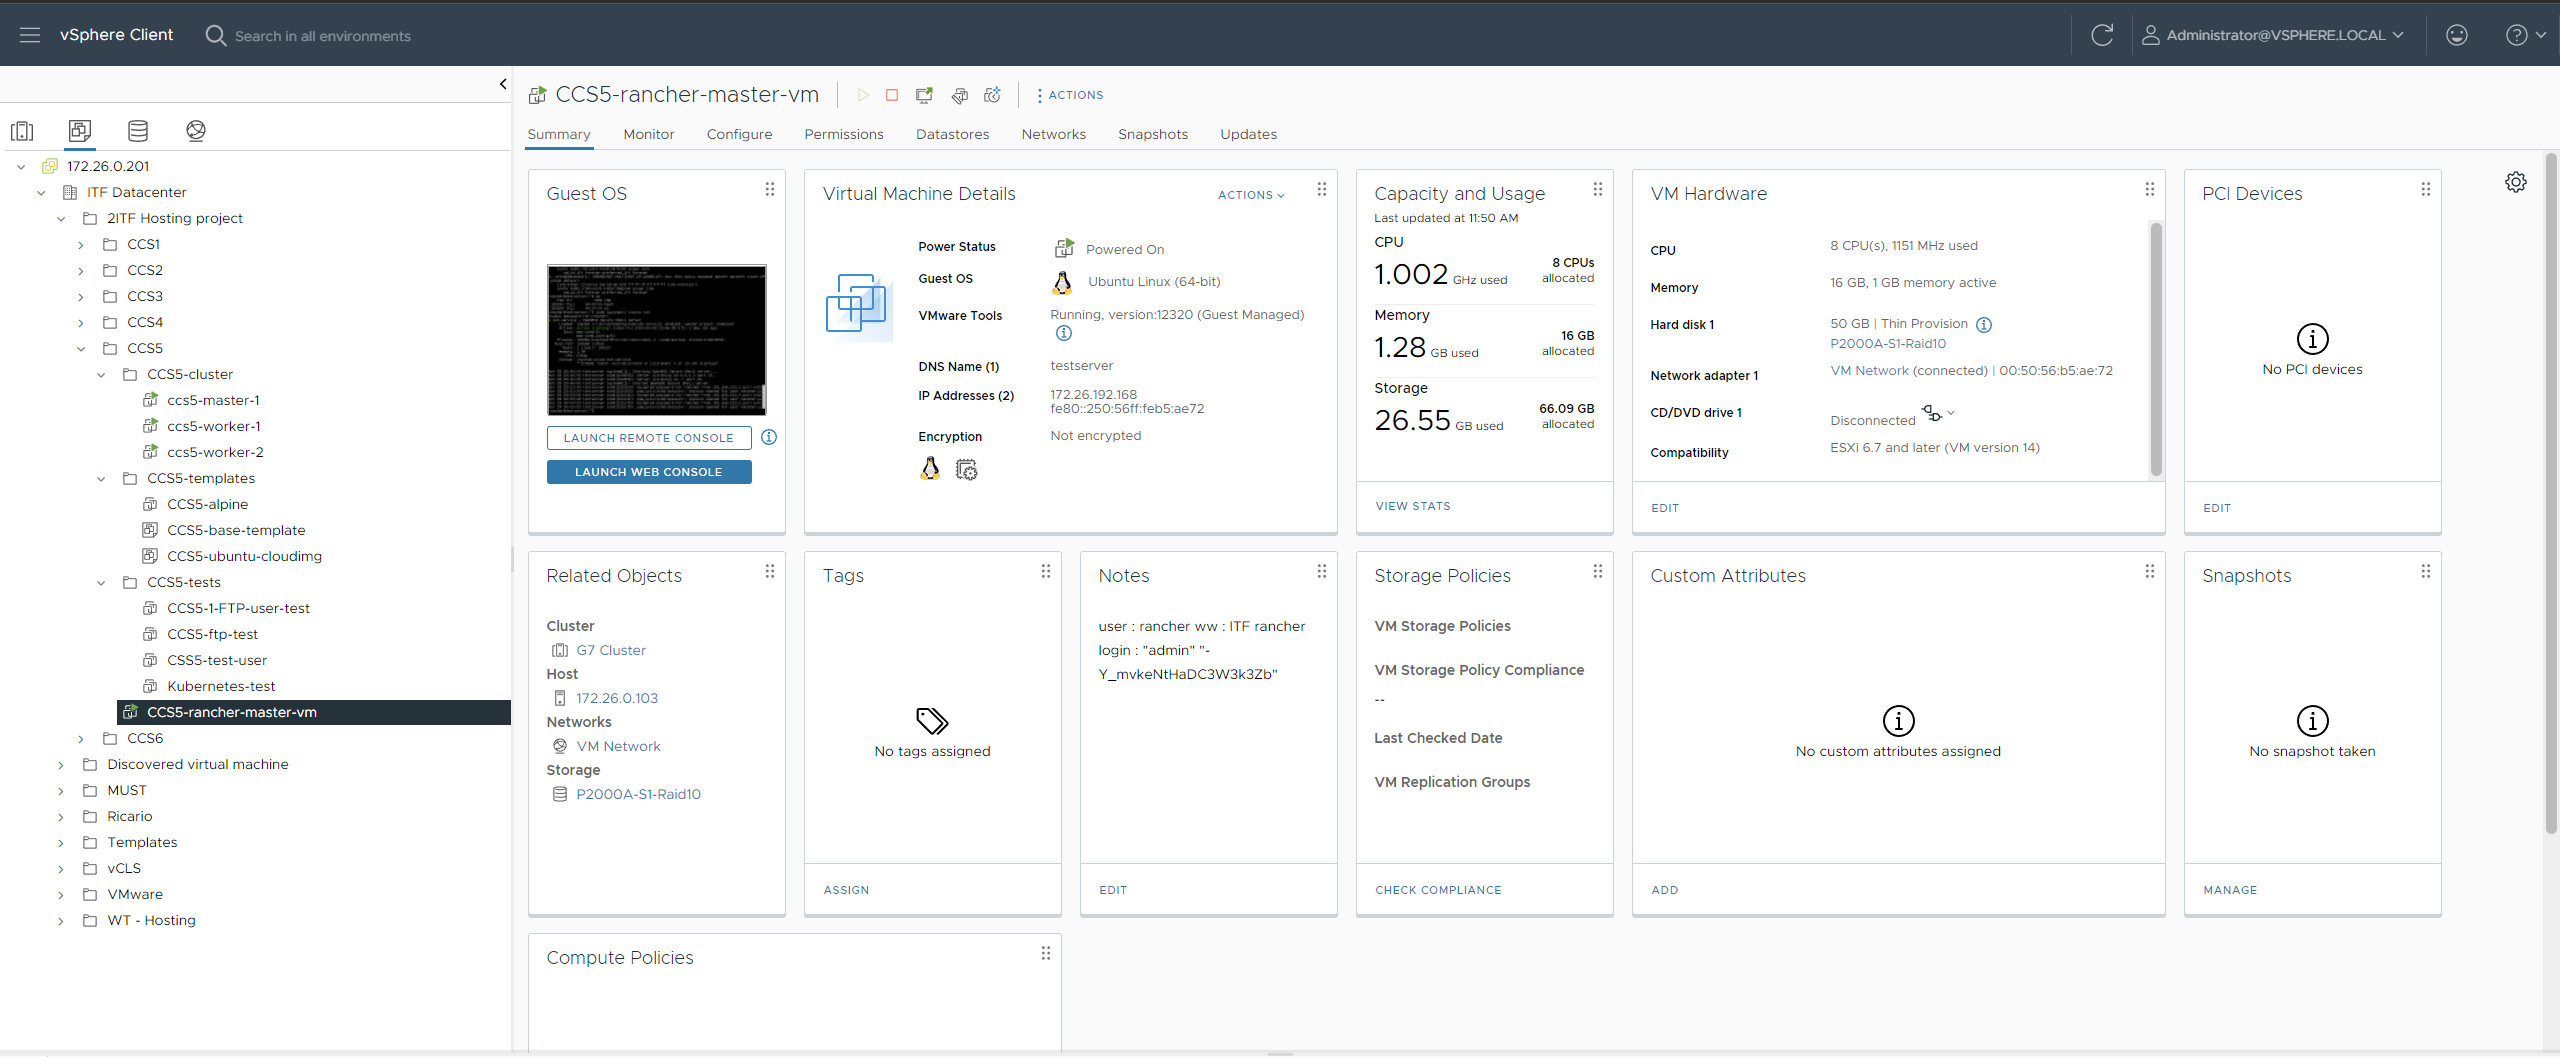 vSphere Client
Search in all environments
Administrator@VSPHERE.LOCAL
172.26.0.201
ITF Datacenter
2ITF Hosting project
CCS1
CCS2
CCS3
CCS4
CCS5
CCS5-cluster
ccs5-master-1
ccs5-worker-1
ccs5-worker-2
CCS5-templates
CCS5-alpine
CCS5-base-template
CCS5-ubuntu-cloudimg
CCS5-tests
CCS5-1-FTP-user-test
CCS5-ftp-test
CSS5-test-user
Kubernetes-test
CCS5-rancher-master-vm
CCS6
Discovered virtual machine
MUST
Ricario
Templates
vCLS
VMware
WT - Hosting
CCS5-rancher-master-vm
ACTIONS
Summary Monitor Configure Permissions Datastores Networks Snapshots Updates
Guest OS
LAUNCH REMOTE CONSOLE
LAUNCH WEB CONSOLE
Virtual Machine Details
ACTIONS
Power Status Powered On
Guest OS Ubuntu Linux (64-bit)
VMware Tools Running, version:12320 (Guest Managed)
DNS Name (1) testserver
IP Addresses (2) 172.26.192.168
fe80::250:56ff:feb5:ae72
Encryption Not encrypted
Capacity and Usage
Last updated at 11:50 AM
CPU
1.002 GHz used
8 CPUs
allocated
Memory
1.28 GB used
16 GB
allocated
Storage
26.55 GB used
66.09 GB
allocated
VIEW STATS
VM Hardware
CPU 8 CPU(s), 1151 MHz used
Memory 16 GB, 1 GB memory active
Hard disk 1 50 GB | Thin Provision
P2000A-S1-Raid10
Network adapter 1 VM Network (connected) | 00:50:56:b5:ae:72
CD/DVD drive 1 Disconnected
Compatibility ESXi 6.7 and later (VM version 14)
EDIT
PCI Devices
No PCI devices
EDIT
Related Objects
Cluster
G7 Cluster
Host
172.26.0.103
Networks
VM Network
Storage
P2000A-S1-Raid10
Tags
No tags assigned
ASSIGN
Notes
user : rancher ww : ITF rancher
login : "admin" "-
Y_mvkeNtHaDC3W3k3Zb"
EDIT
Storage Policies
VM Storage Policies
VM Storage Policy Compliance
--
Last Checked Date
VM Replication Groups
CHECK COMPLIANCE
Custom Attributes
No custom attributes assigned
ADD
Snapshots
No snapshot taken
MANAGE
Compute Policies